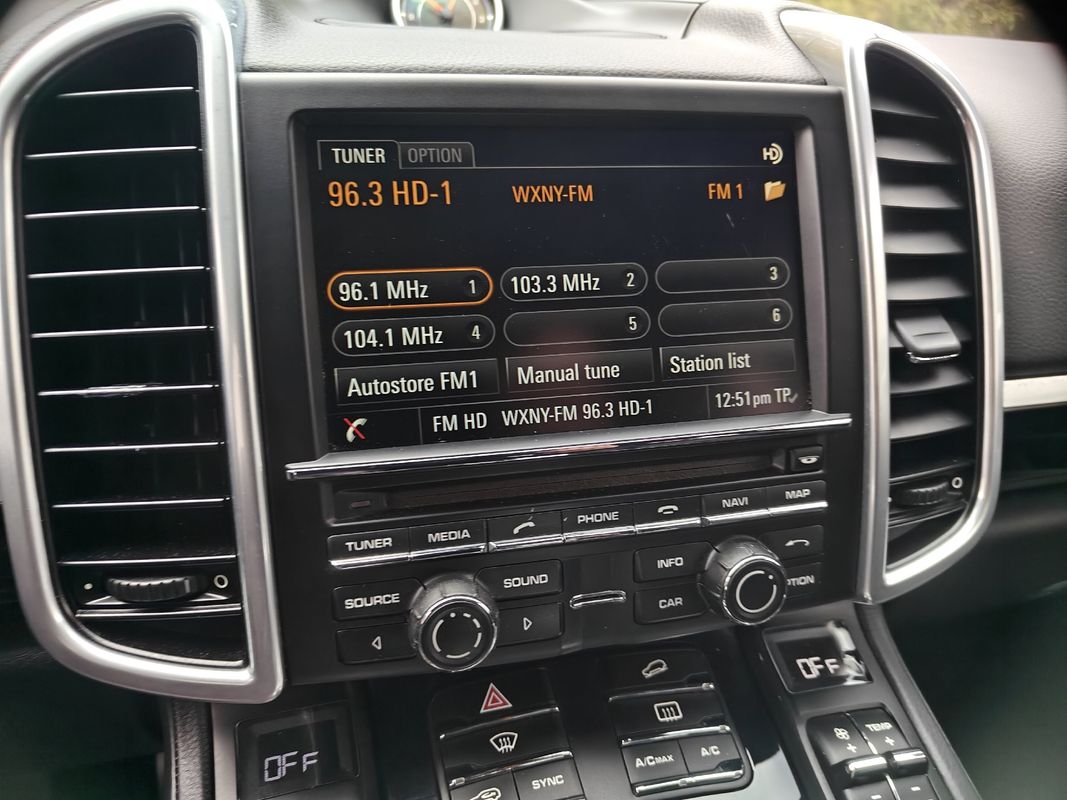 TUNER OPTION HD
96.3 HD-1 WXNY-FM FM 1
96.1 MHz 1 103.3 MHz 2 3
104.1 MHz 4 5 6
Autostore FM1 Manual tune Station list
FM HD WXNY-FM 96.3 HD-1 12:51pm TP
TUNER MEDIA PHONE NAVI MAP
SOURCE SOUND INFO
CAR PTION
OFF OFF
TEMP
A/C MAX A/C
SYNC